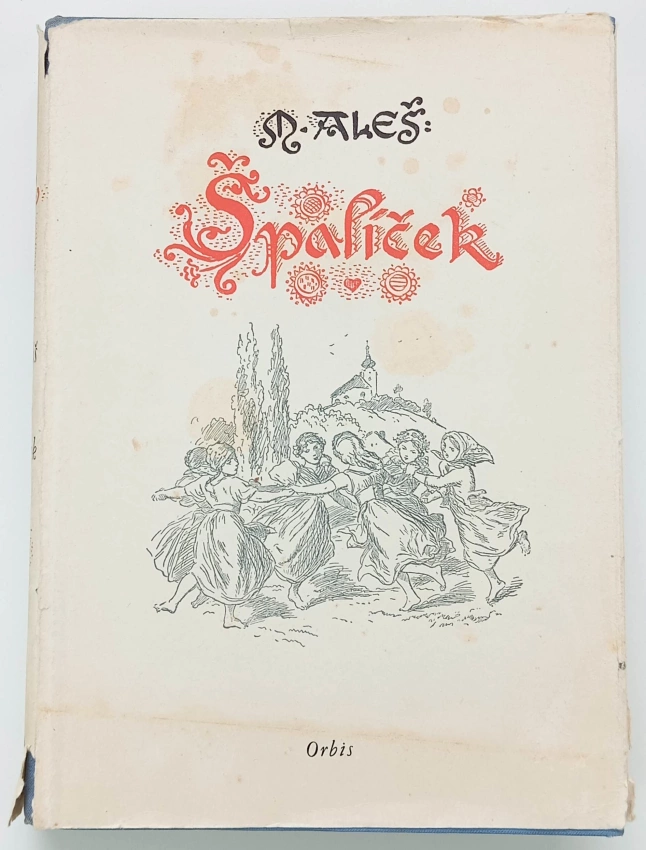 M. ALEŠ:
Špalíček
Orbis